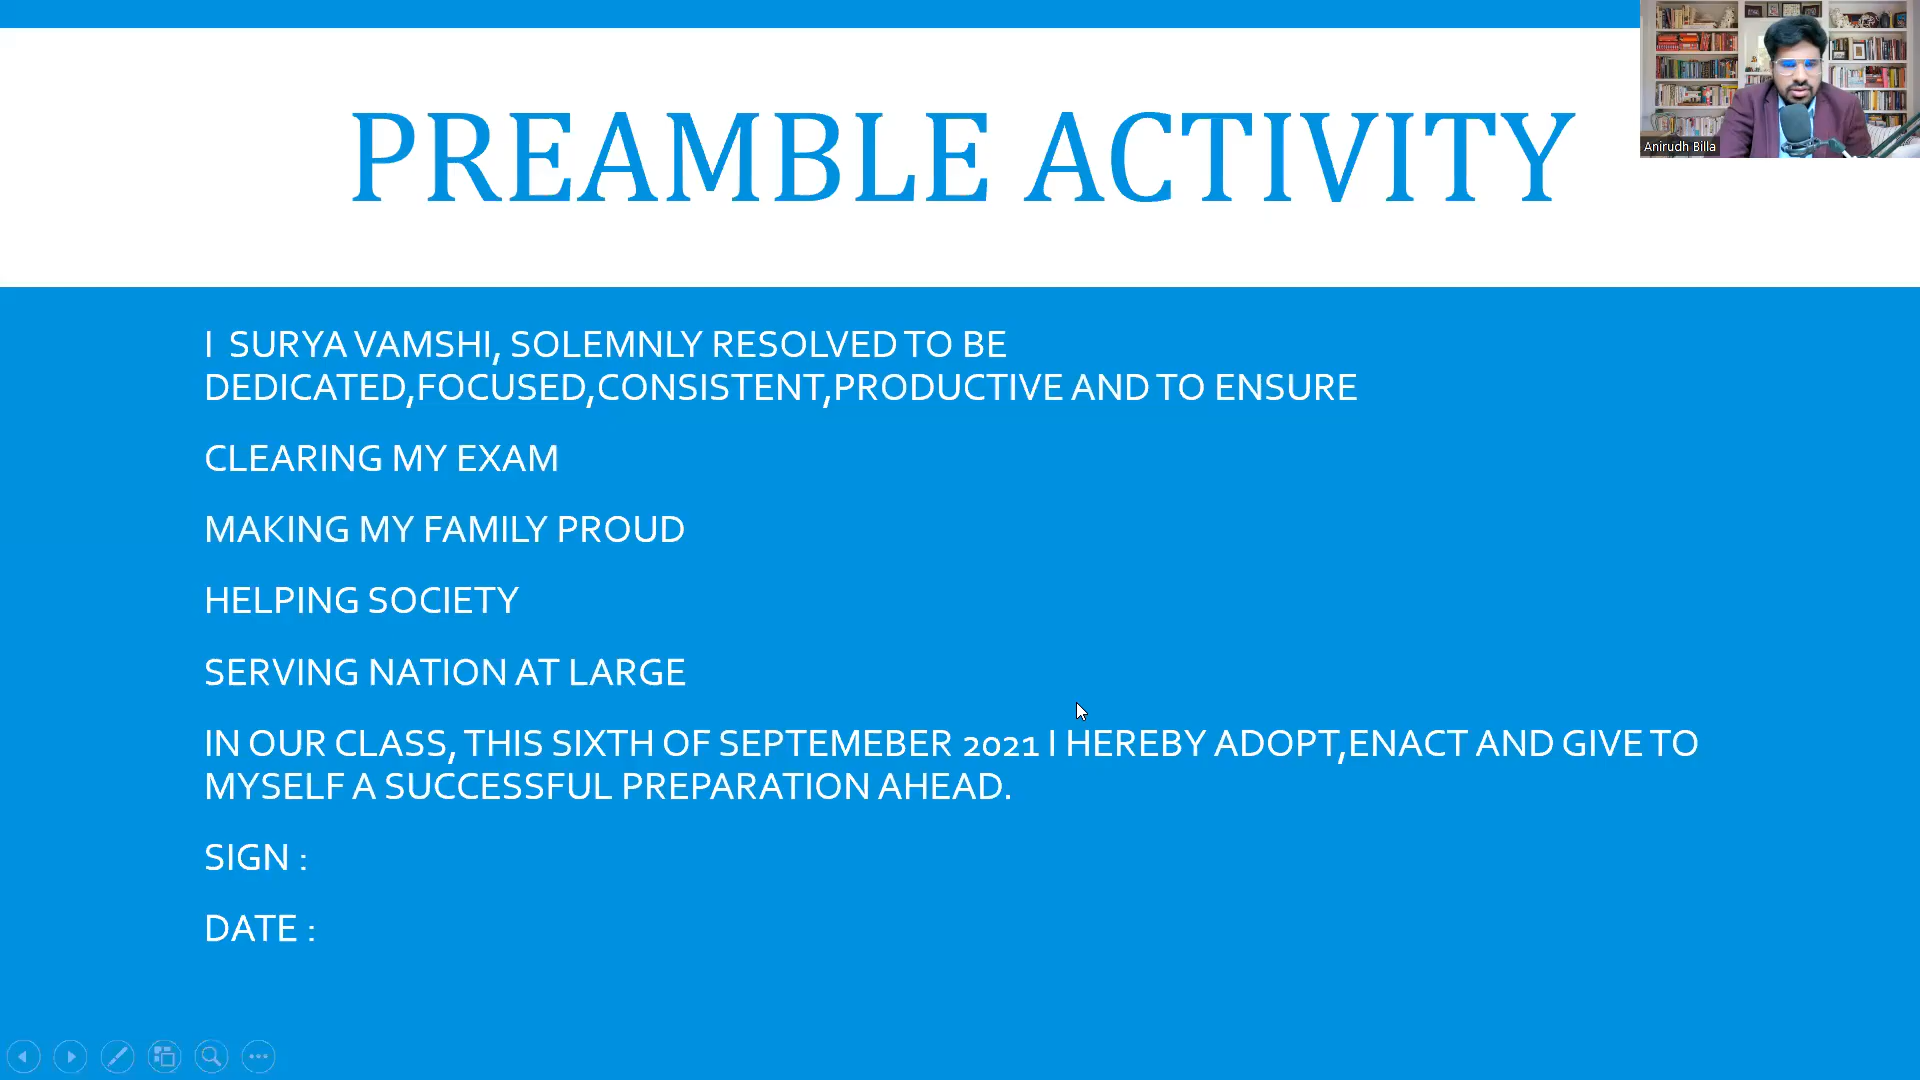 PREAMBLE ACTIVITY
Anirudh Billa
I SURYA VAMSHI, SOLEMNLY RESOLVED TO BE
DEDICATED,FOCUSED,CONSISTENT,PRODUCTIVE AND TO ENSURE
CLEARING MY EXAM
MAKING MY FAMILY PROUD
HELPING SOCIETY
SERVING NATION AT LARGE
IN OUR CLASS, THIS SIXTH OF SEPTEMEBER 2021 I HEREBY ADOPT,ENACT AND GIVE TO
MYSELF A SUCCESSFUL PREPARATION AHEAD.
SIGN :
DATE :